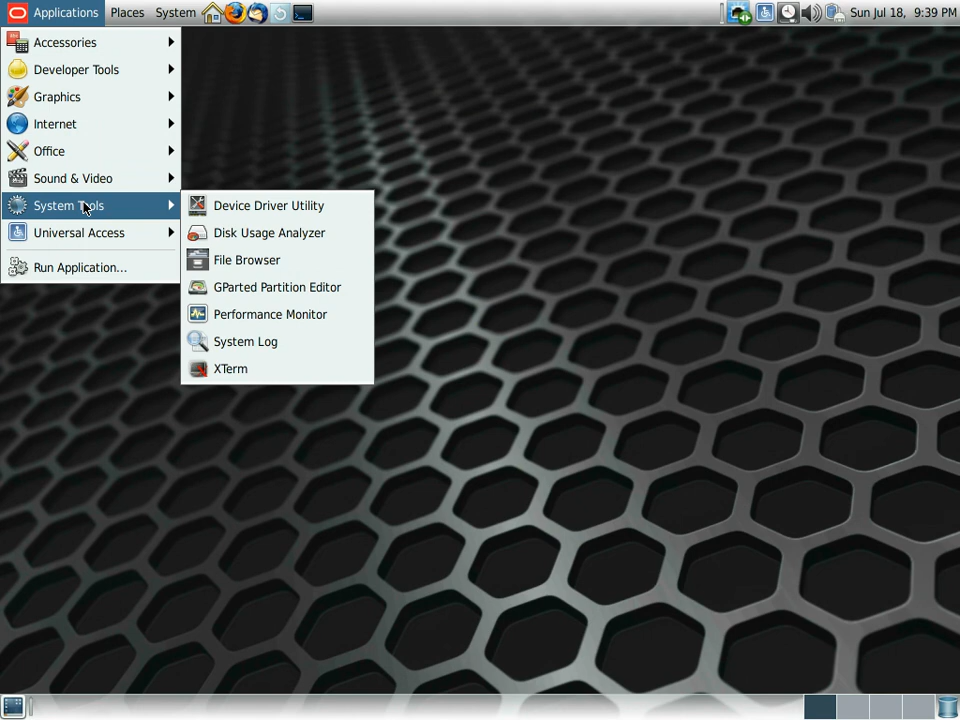 Applications Places System Sun Jul 18, 9:39 PM
Accessories
Developer Tools
Graphics
Internet
Office
Sound & Video
System Tools
Universal Access
Run Application...
Device Driver Utility
Disk Usage Analyzer
File Browser
GParted Partition Editor
Performance Monitor
System Log
XTerm